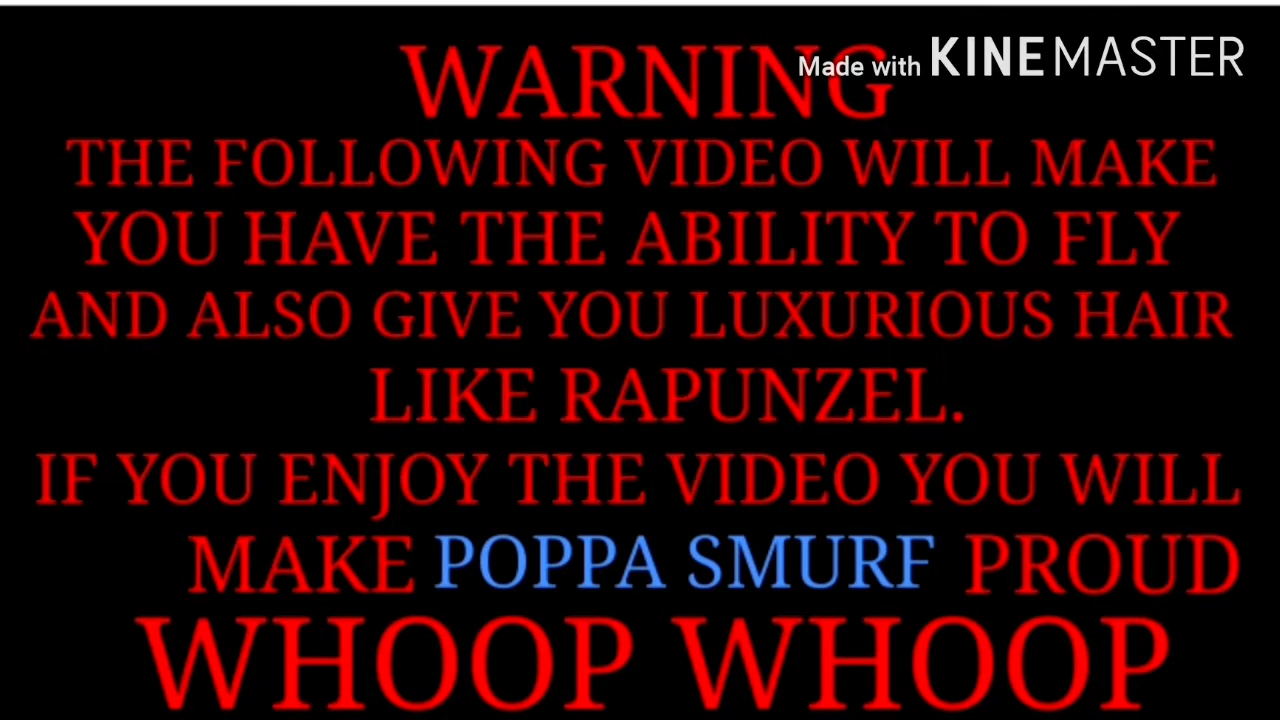 Made with KINEMASTER
WARNING
THE FOLLOWING VIDEO WILL MAKE
YOU HAVE THE ABILITY TO FLY
AND ALSO GIVE YOU LUXURIOUS HAIR
LIKE RAPUNZEL.
IF YOU ENJOY THE VIDEO YOU WILL
MAKE POPPA SMURF PROUD
WHOOP WHOOP